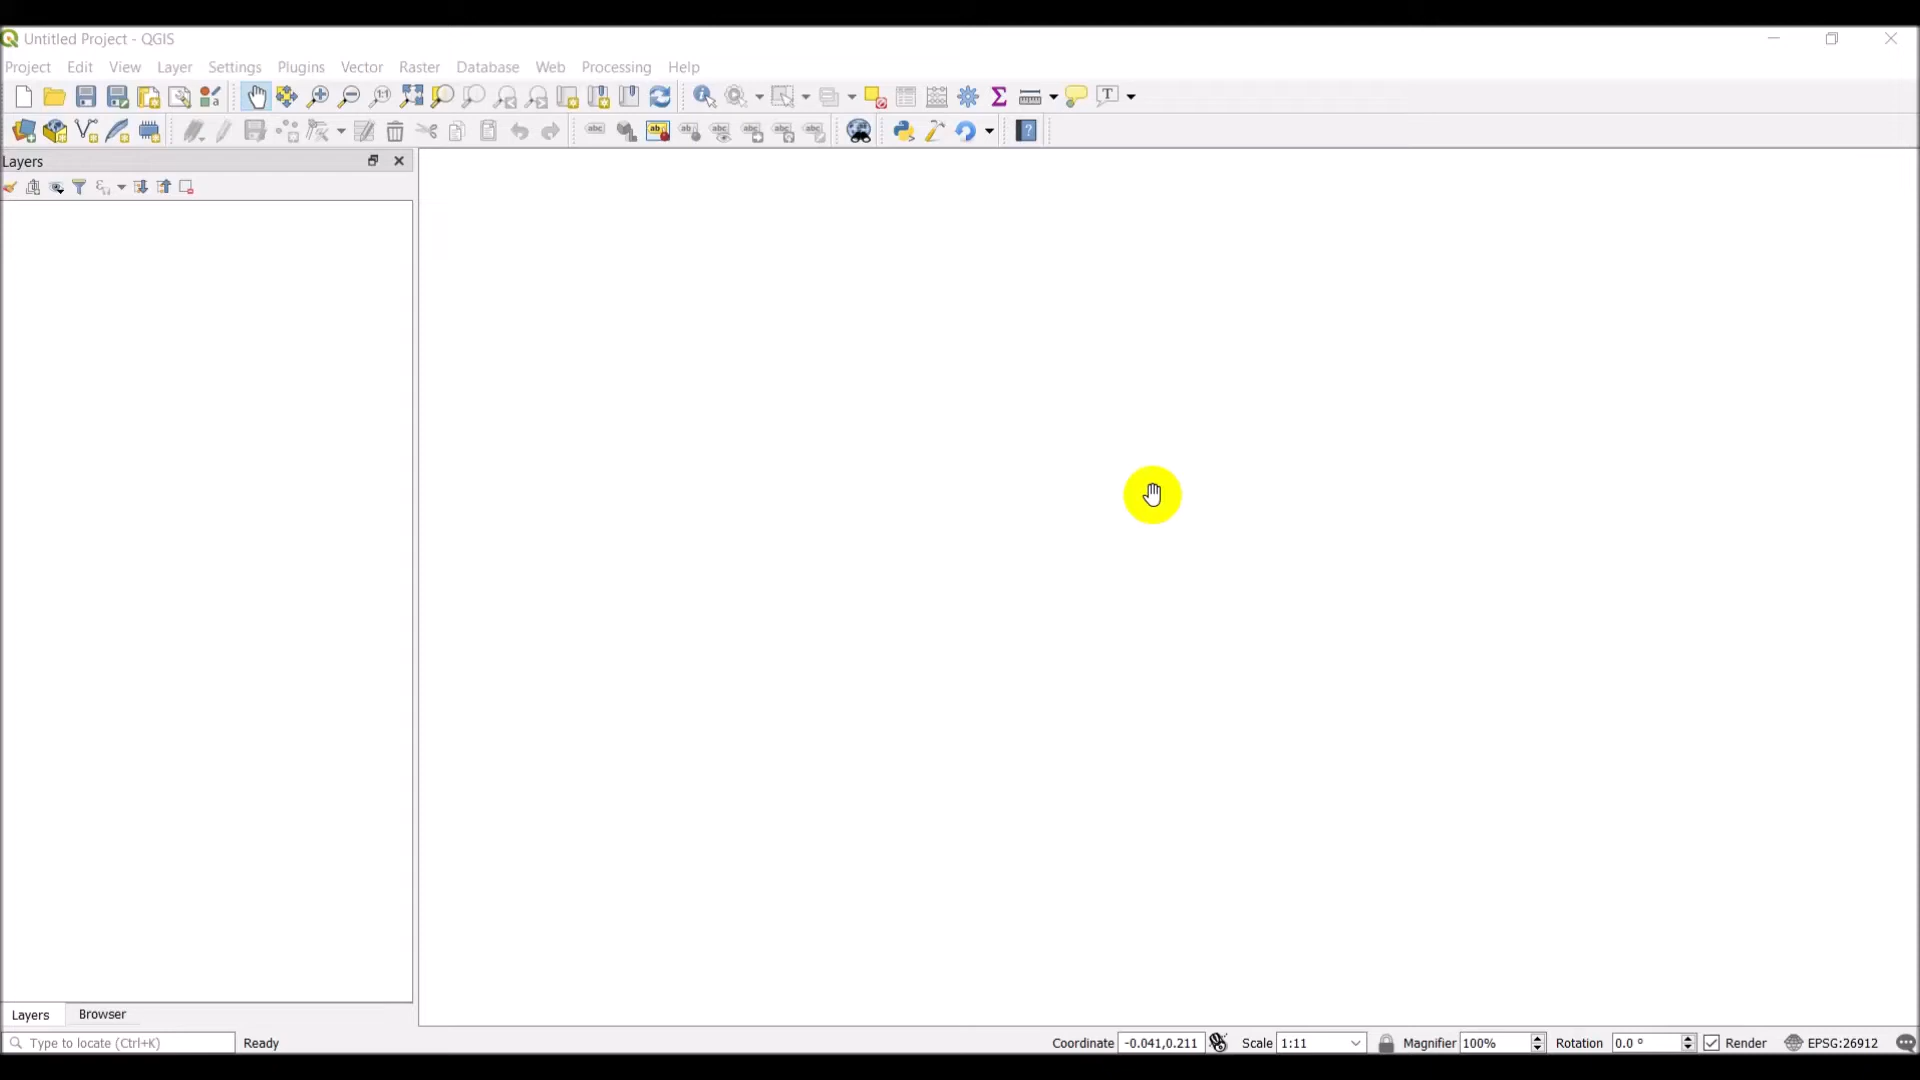 Untitled Project - QGIS
Project Edit View Layer Settings Plugins Vector Raster Database Web Processing Help
Layers
Layers Browser
Type to locate (Ctrl+K) Ready Coordinate -0.041,0.211 Scale 1:11 Magnifier 100% Rotation 0.0 ° Render EPSG:26912